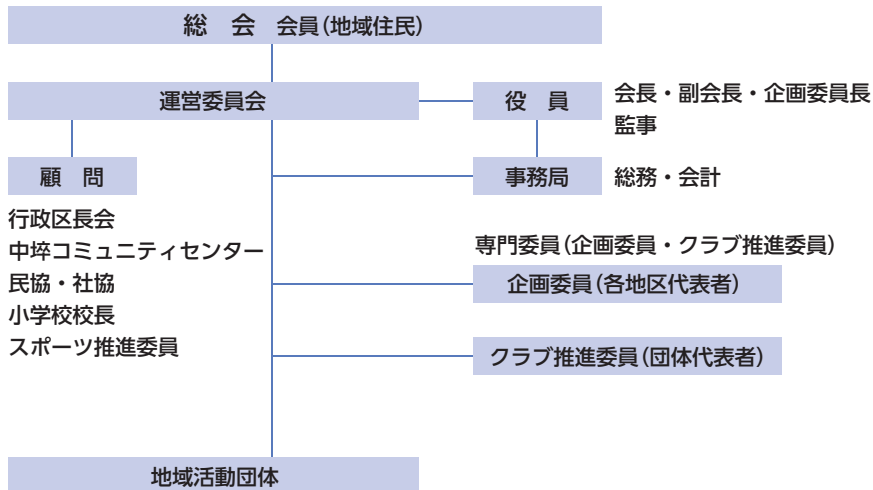 総　会　会員(地域住民)
運営委員会
役　員
会長・副会長・企画委員長
監事
顧　問
事務局
総務・会計
行政区長会
中埣コミュニティセンター
民協・社協
小学校校長
スポーツ推進委員
専門委員(企画委員・クラブ推進委員)
企画委員(各地区代表者)
クラブ推進委員(団体代表者)
地域活動団体